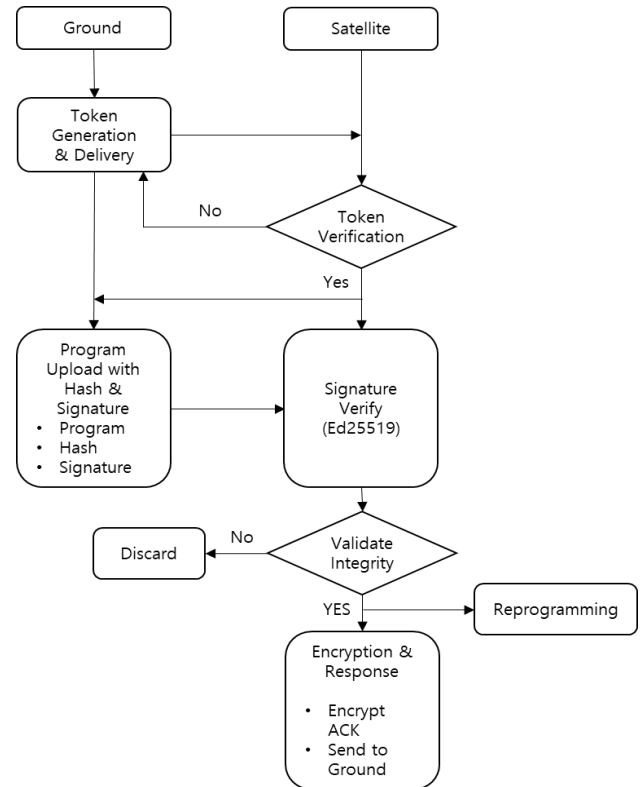 Ground
Satellite
Token
Generation
& Delivery
No
Token
Verification
Yes
Program
Upload with
Hash &
Signature
• Program
• Hash
• Signature
Signature
Verify
(Ed25519)
No
Validate
Integrity
Discard
YES
Reprogramming
Encryption &
Response
• Encrypt
ACK
• Send to
Ground